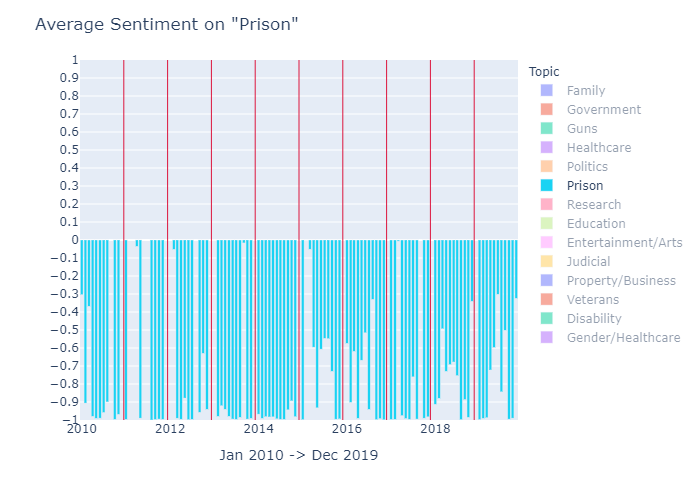 Average Sentiment on "Prison"
1
0.9
0.8
0.7
0.6
0.5
0.4
0.3
0.2
0.1
0
−0.1
−0.2
−0.3
−0.4
−0.5
−0.6
−0.7
−0.8
−0.9
−1
2010 2012 2014 2016 2018
Jan 2010 -> Dec 2019
Topic
Family
Government
Guns
Healthcare
Politics
Prison
Research
Education
Entertainment/Arts
Judicial
Property/Business
Veterans
Disability
Gender/Healthcare